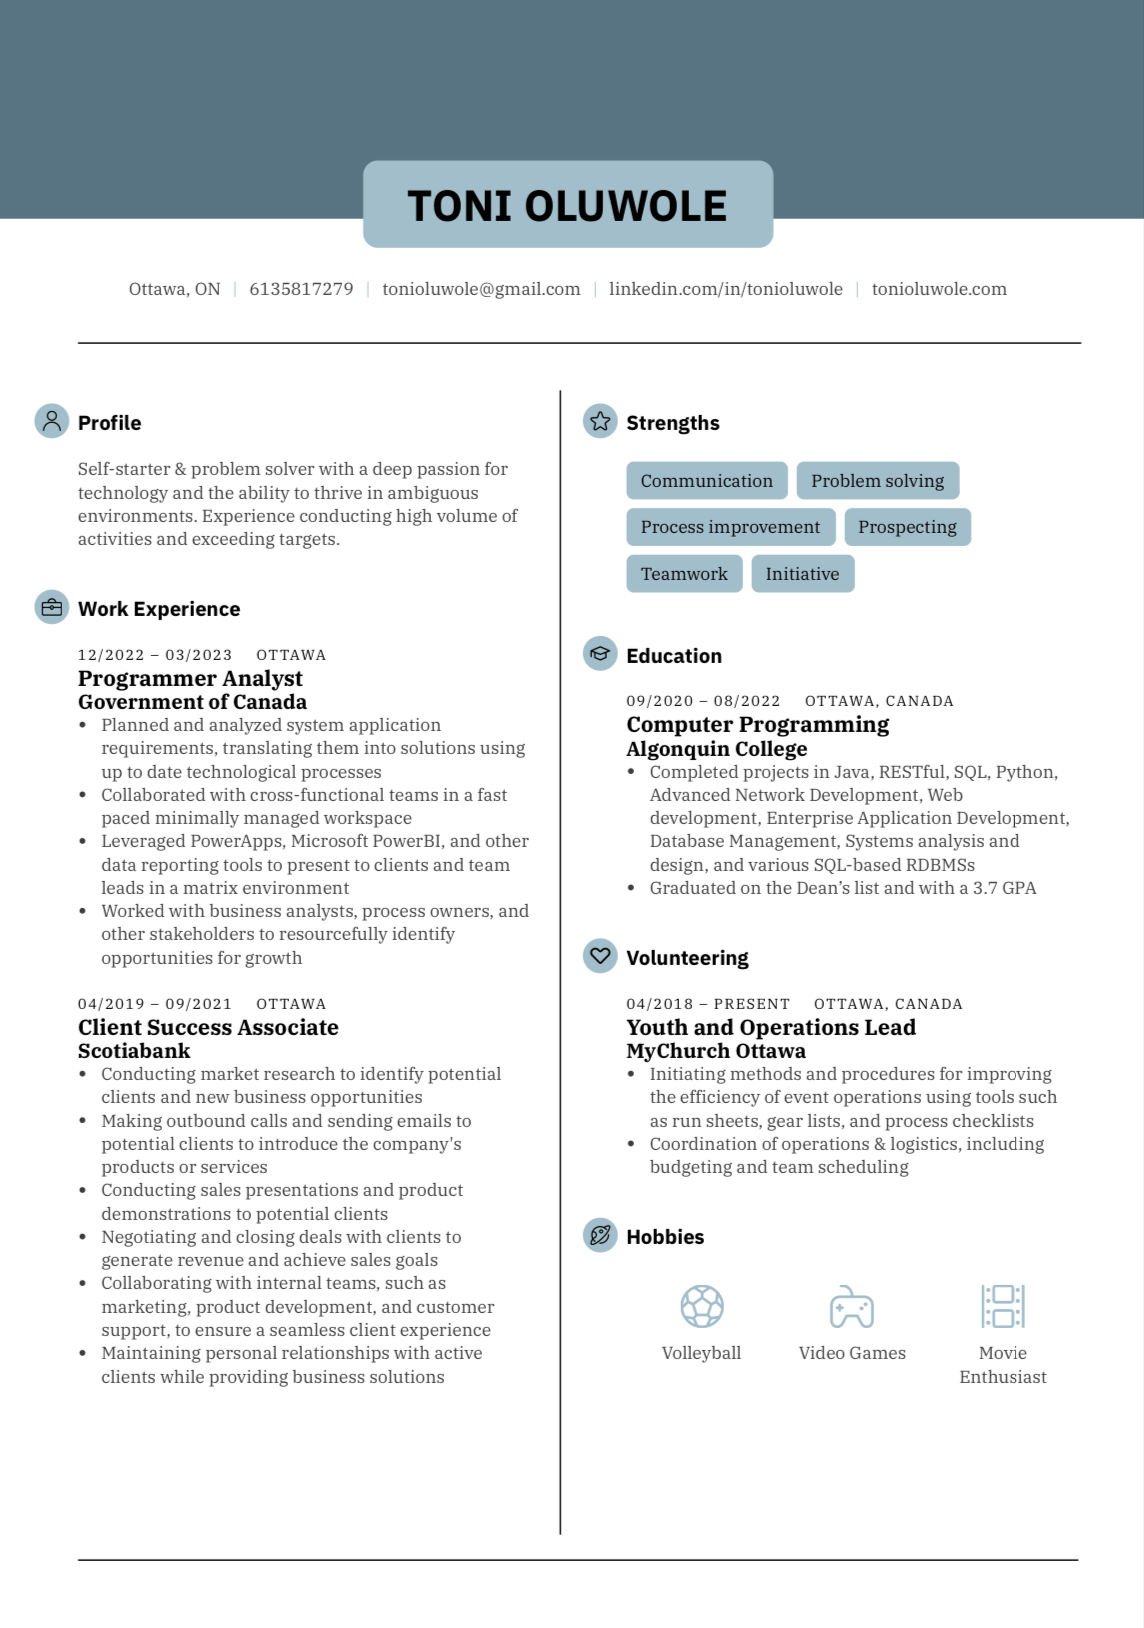 TONI OLUWOLE
Ottawa, ON | 6135817279 | tonioluwole@gmail.com | linkedin.com/in/tonioluwole | tonioluwole.com
Profile
Self-starter & problem solver with a deep passion for
technology and the ability to thrive in ambiguous
environments. Experience conducting high volume of
activities and exceeding targets.
Work Experience
12/2022 – 03/2023 OTTAWA
Programmer Analyst
Government of Canada
• Planned and analyzed system application
requirements, translating them into solutions using
up to date technological processes
• Collaborated with cross-functional teams in a fast
paced minimally managed workspace
• Leveraged PowerApps, Microsoft PowerBI, and other
data reporting tools to present to clients and team
leads in a matrix environment
• Worked with business analysts, process owners, and
other stakeholders to resourcefully identify
opportunities for growth
04/2019 – 09/2021 OTTAWA
Client Success Associate
Scotiabank
• Conducting market research to identify potential
clients and new business opportunities
• Making outbound calls and sending emails to
potential clients to introduce the company's
products or services
• Conducting sales presentations and product
demonstrations to potential clients
• Negotiating and closing deals with clients to
generate revenue and achieve sales goals
• Collaborating with internal teams, such as
marketing, product development, and customer
support, to ensure a seamless client experience
• Maintaining personal relationships with active
clients while providing business solutions
Strengths
Communication Problem solving
Process improvement Prospecting
Teamwork Initiative
Education
09/2020 – 08/2022 OTTAWA, CANADA
Computer Programming
Algonquin College
• Completed projects in Java, RESTful, SQL, Python,
Advanced Network Development, Web
development, Enterprise Application Development,
Database Management, Systems analysis and
design, and various SQL-based RDBMSs
• Graduated on the Dean’s list and with a 3.7 GPA
Volunteering
04/2018 – PRESENT OTTAWA, CANADA
Youth and Operations Lead
MyChurch Ottawa
• Initiating methods and procedures for improving
the efficiency of event operations using tools such
as run sheets, gear lists, and process checklists
• Coordination of operations & logistics, including
budgeting and team scheduling
Hobbies
Volleyball Video Games Movie
Enthusiast